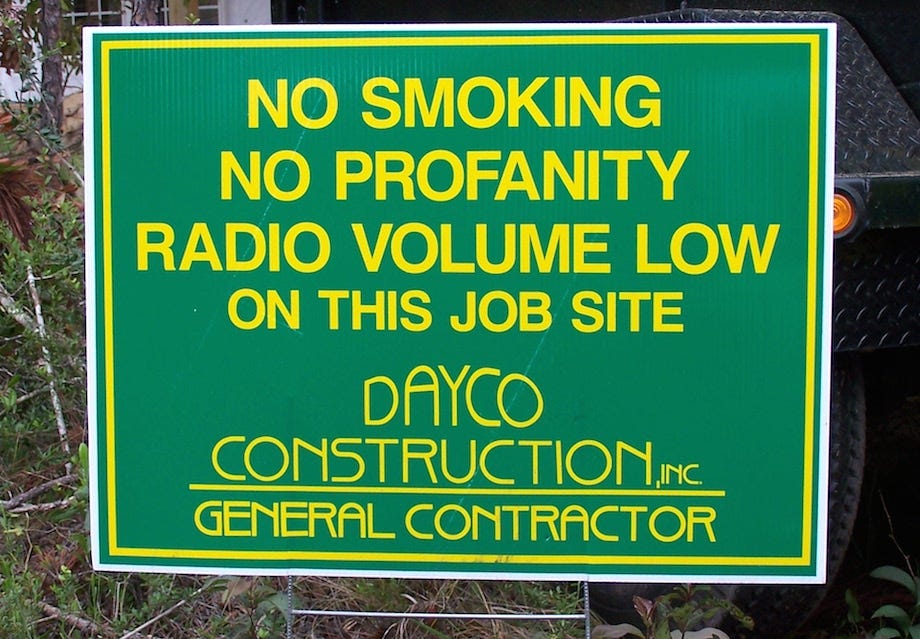 NO SMOKING
NO PROFANITY
RADIO VOLUME LOW
ON THIS JOB SITE
DAYCO
CONSTRUCTION, INC.
GENERAL CONTRACTOR